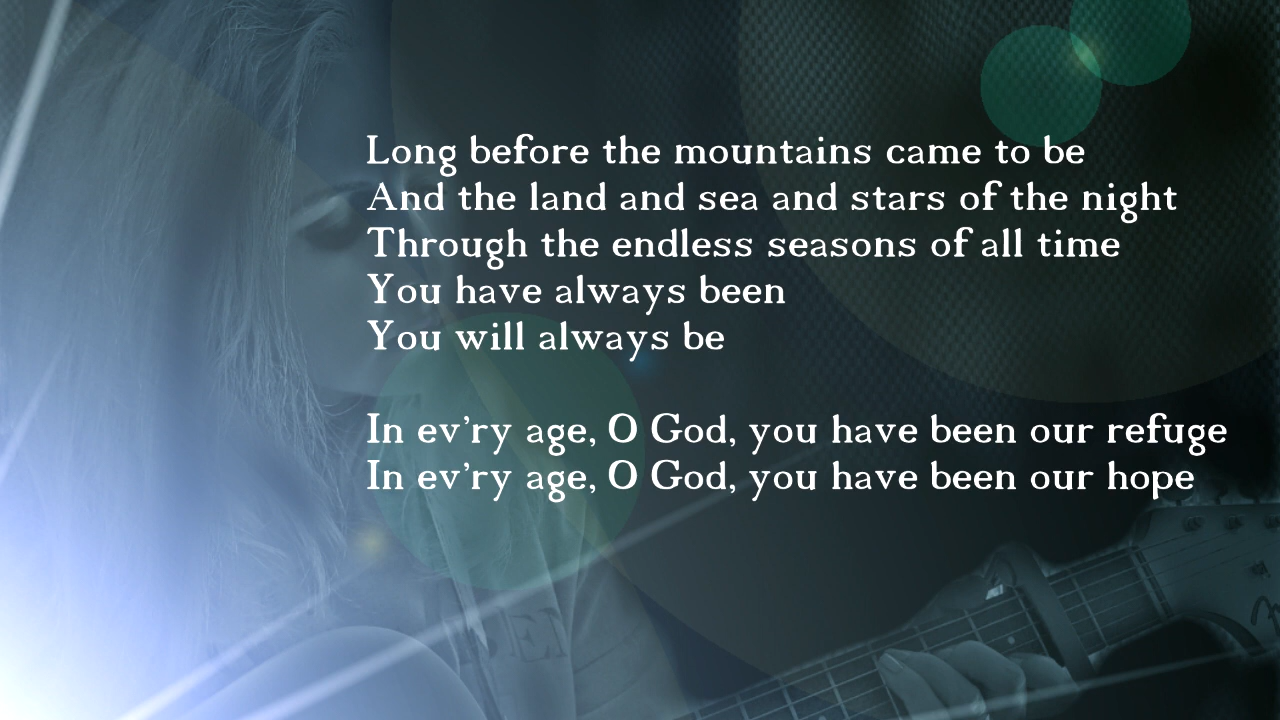 Long before the mountains came to be
And the land and sea and stars of the night
Through the endless seasons of all time
You have always been
You will always be
In ev’ry age, O God, you have been our refuge
In ev’ry age, O God, you have been our hope